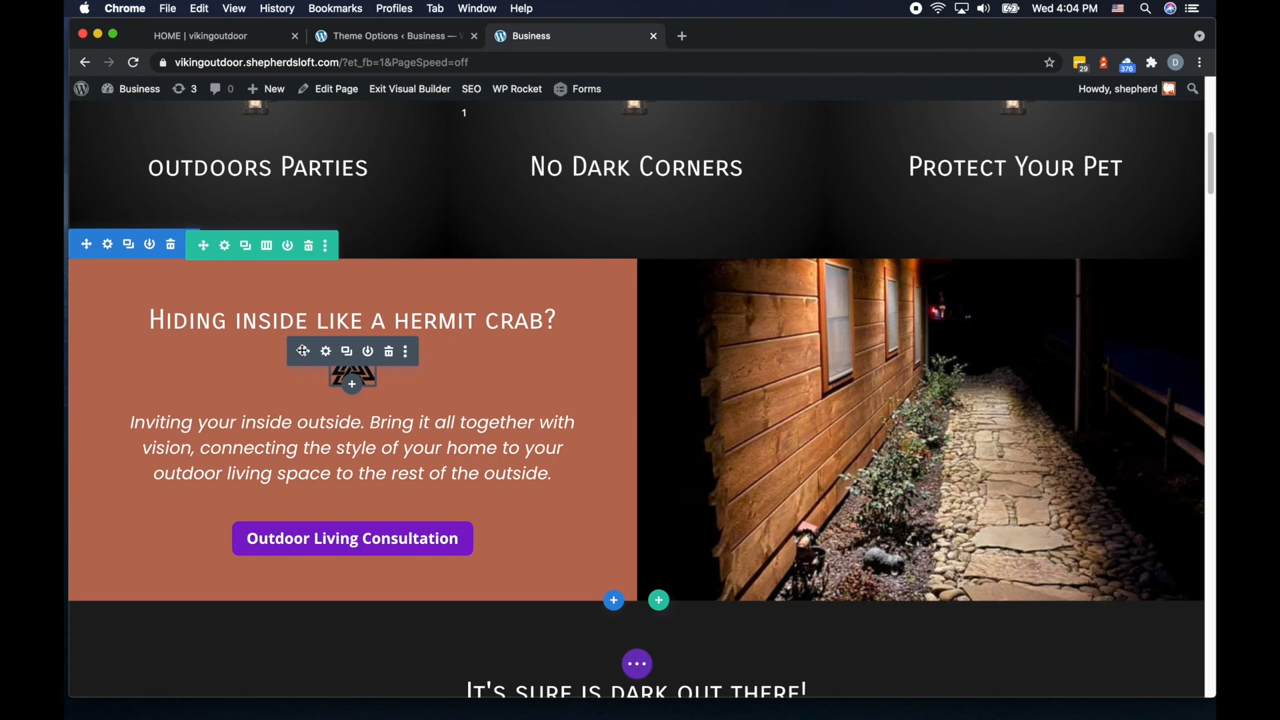 Chrome File Edit View History Bookmarks Profiles Tab Window Help Wed 4:04 PM
HOME | vikingoutdoor Theme Options ‹ Business — W Business
vikingoutdoor.shepherdsloft.com/?et_fb=1&PageSpeed=off 29 376 D
Business 3 0 New Edit Page Exit Visual Builder SEO WP Rocket Forms Howdy, shepherd
1
OUTDOORS PARTIES NO DARK CORNERS PROTECT YOUR PET
HIDING INSIDE LIKE A HERMIT CRAB?
Inviting your inside outside. Bring it all together with
vision, connecting the style of your home to your
outdoor living space to the rest of the outside.
Outdoor Living Consultation
IT'S SURE IS DARK OUT THERE!